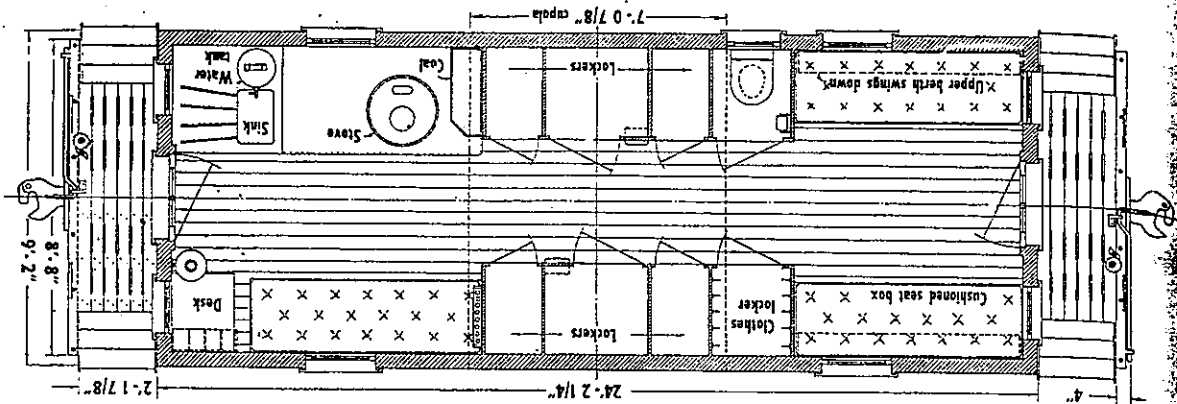 4"
24'-2 1/4"
2'-1 7/8"
Cushioned seat box
Clothes
locker
Lockers
Desk
8'-8"
9'-2"
Upper berth swings down
Lockers
Stove
Coal
Sink
Water
tank
7'-0 7/8" cupola